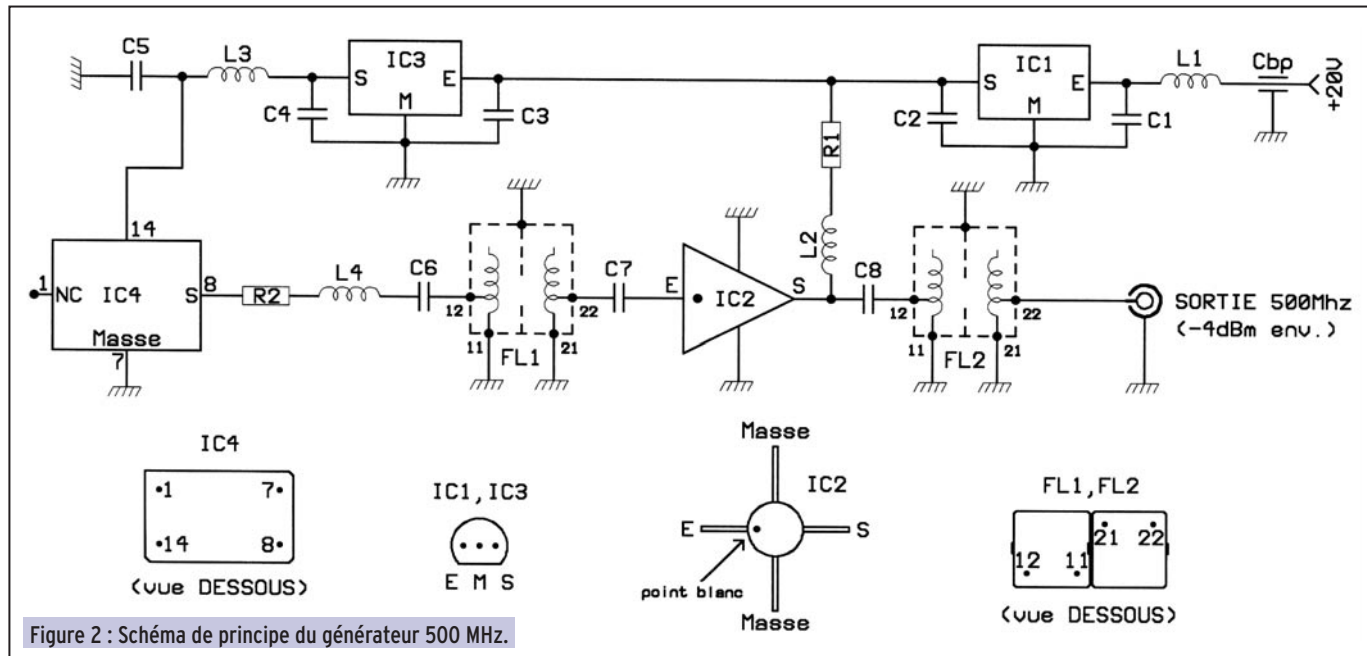 C5
L3
S IC3 E
M
C4
C3
S IC1 E
M
C2
C1
L1
Cbp
+20V
R1
L2
14
1 NC IC4 S 8
Masse
7
R2
L4
C6
12
11
22
21
FL1
C7
E IC2 S
C8
12
11
22
21
FL2
SORTIE 500Mhz
(-4dBm env.)
IC4
1 7
14 8
(vue DESSOUS)
IC1,IC3
E M S
Masse
IC2
E S
point blanc
Masse
FL1,FL2
21 22
12 11
(vue DESSOUS)
Figure 2 : Schéma de principe du générateur 500 MHz.